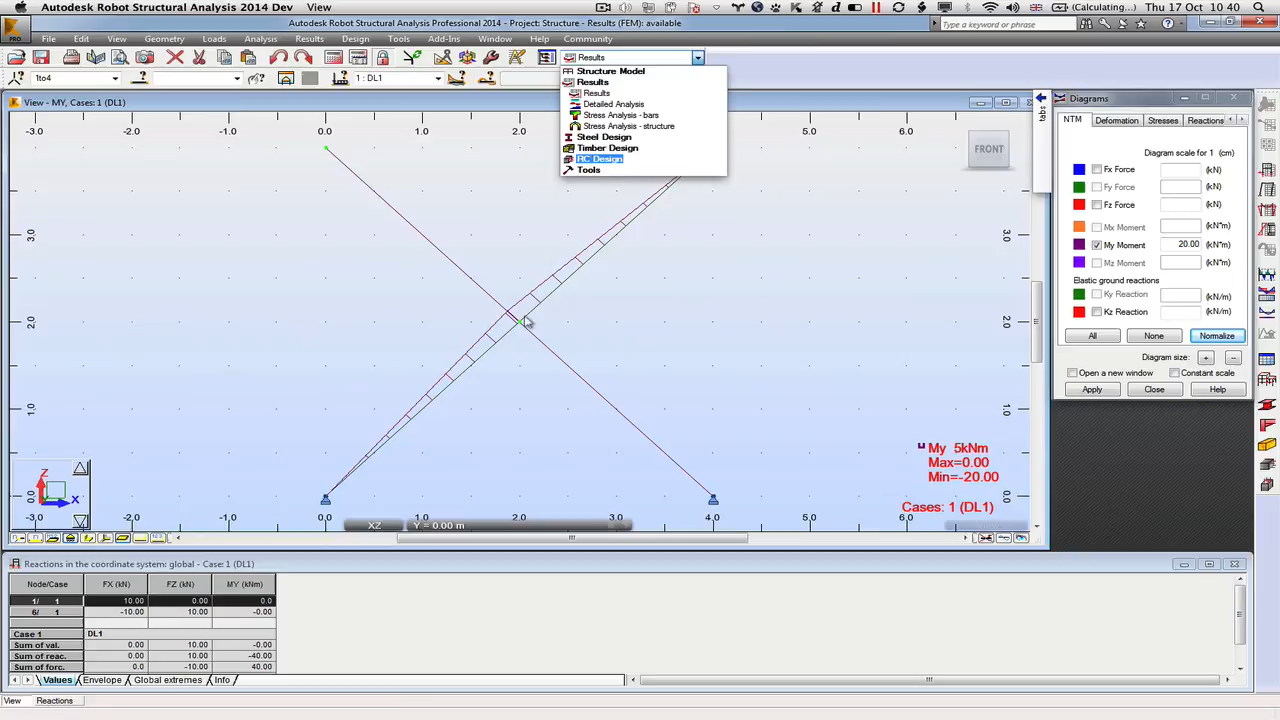 Autodesk Robot Structural Analysis 2014 Dev View
(Calculating...) Thu 17 Oct 10:40
PRO
Autodesk Robot Structural Analysis Professional 2014 - Project: Structure - Results (FEM): available
Type a keyword or phrase
File Edit View Geometry Loads Analysis Results Design Tools Add-Ins Window Help Community
Results
1to4
1 : DL1
Structure Model
Results
Results
Detailed Analysis
Stress Analysis - bars
Stress Analysis - structure
Steel Design
Timber Design
RC Design
Tools
View - MY, Cases: 1 (DL1)
-3.0 -2.0 -1.0 0.0 1.0 2.0
FRONT
3.0
2.0
1.0
0.0
3.0
2.0
1.0
0.0
My 5kNm
Max=0.00
Min=-20.00
Cases: 1 (DL1)
Z
X
-3.0 -2.0 -1.0 0.0 1.0 2.0 3.0 4.0 5.0 6.0
XZ Y = 0.00 m
tabs
Diagrams
NTM Deformation Stresses Reactions
Diagram scale for 1 (cm)
Fx Force (kN)
Fy Force (kN)
Fz Force (kN)
Mx Moment (kN*m)
My Moment 20.00 (kN*m)
Mz Moment (kN*m)
Elastic ground reactions
Ky Reaction (kN/m)
Kz Reaction (kN/m)
All None Normalize
Diagram size: + -
Open a new window Constant scale
Apply Close Help
Reactions in the coordinate system: global - Case: 1 (DL1)
Node/Case FX (kN) FZ (kN) MY (kNm)
1/ 1 10.00 0.00 0.0
6/ 1 -10.00 10.00 -0.00
Case 1 DL1
Sum of val. 0.00 10.00 -0.00
Sum of reac. 0.00 10.00 -40.00
Sum of forc. 0.0 -10.00 40.00
Values Envelope Global extremes Info
View Reactions